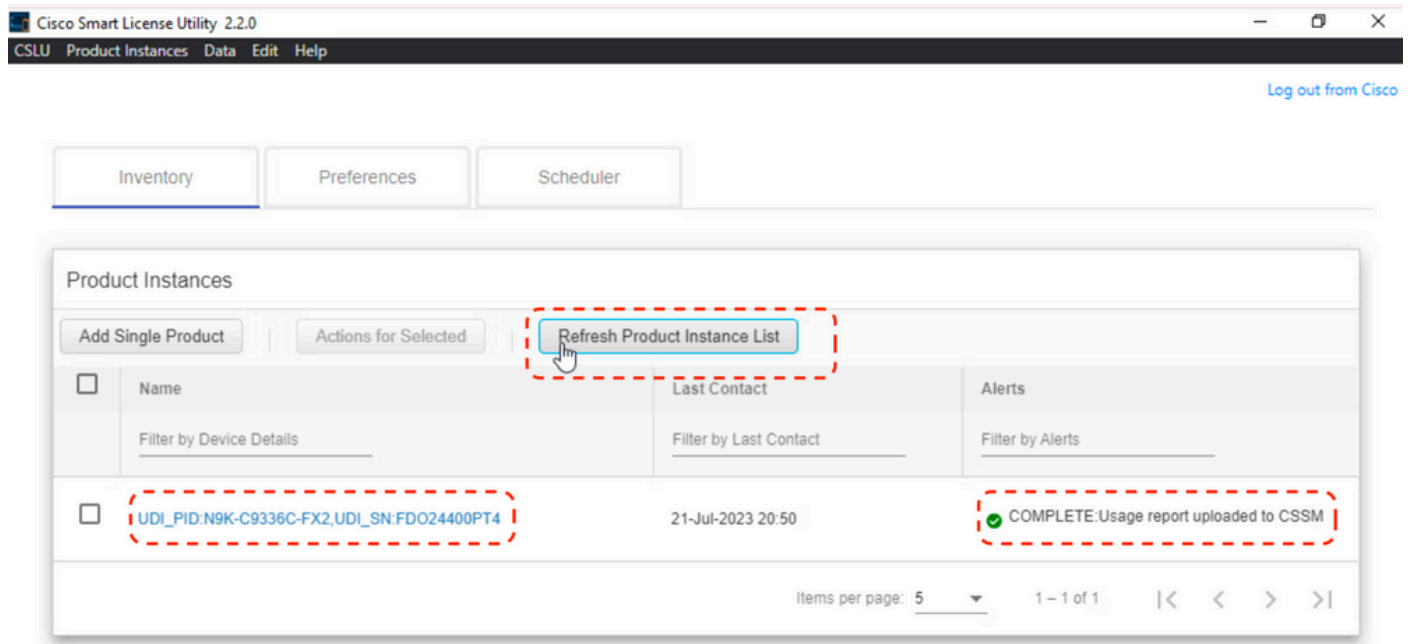 Cisco Smart License Utility 2.2.0
CSLU Product Instances Data Edit Help
Log out from Cisco
Inventory Preferences Scheduler
Product Instances
Add Single Product Actions for Selected Refresh Product Instance List
Name Last Contact Alerts
Filter by Device Details Filter by Last Contact Filter by Alerts
UDI_PID:N9K-C9336C-FX2,UDI_SN:FDO24400PT4 21-Jul-2023 20:50 COMPLETE:Usage report uploaded to CSSM
Items per page: 5 1 – 1 of 1